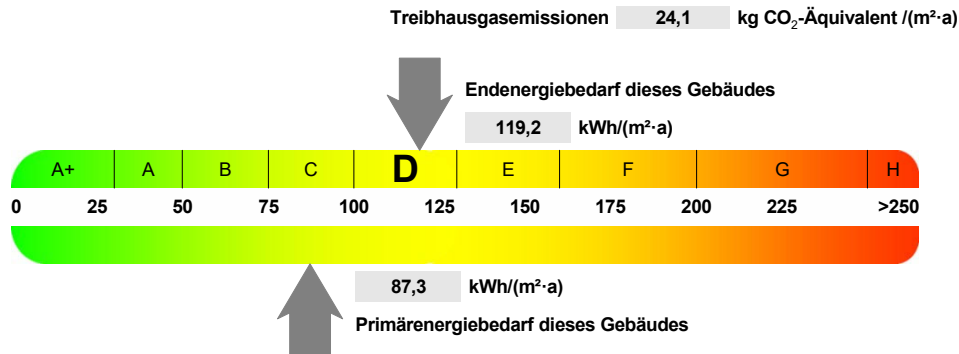 Treibhausgasemissionen 24,1 kg CO₂-Äquivalent /(m²·a)
Endenergiebedarf dieses Gebäudes
119,2 kWh/(m²·a)
A+ A B C D E F G H
0 25 50 75 100 125 150 175 200 225 >250
87,3 kWh/(m²·a)
Primärenergiebedarf dieses Gebäudes